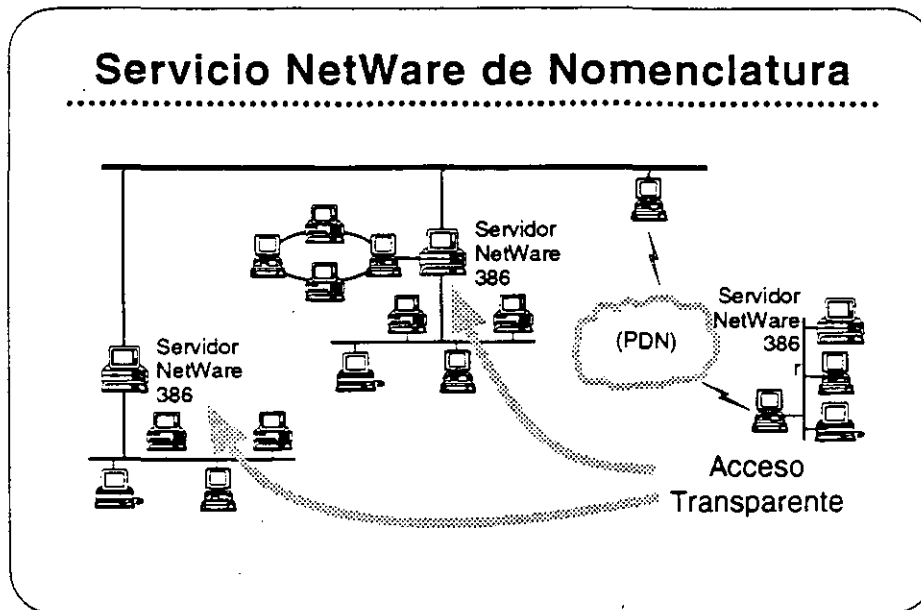 Servicio NetWare de Nomenclatura
Servidor
NetWare
386
Servidor
NetWare
386
(PDN)
Servidor
NetWare
386
r
Acceso
Transparente